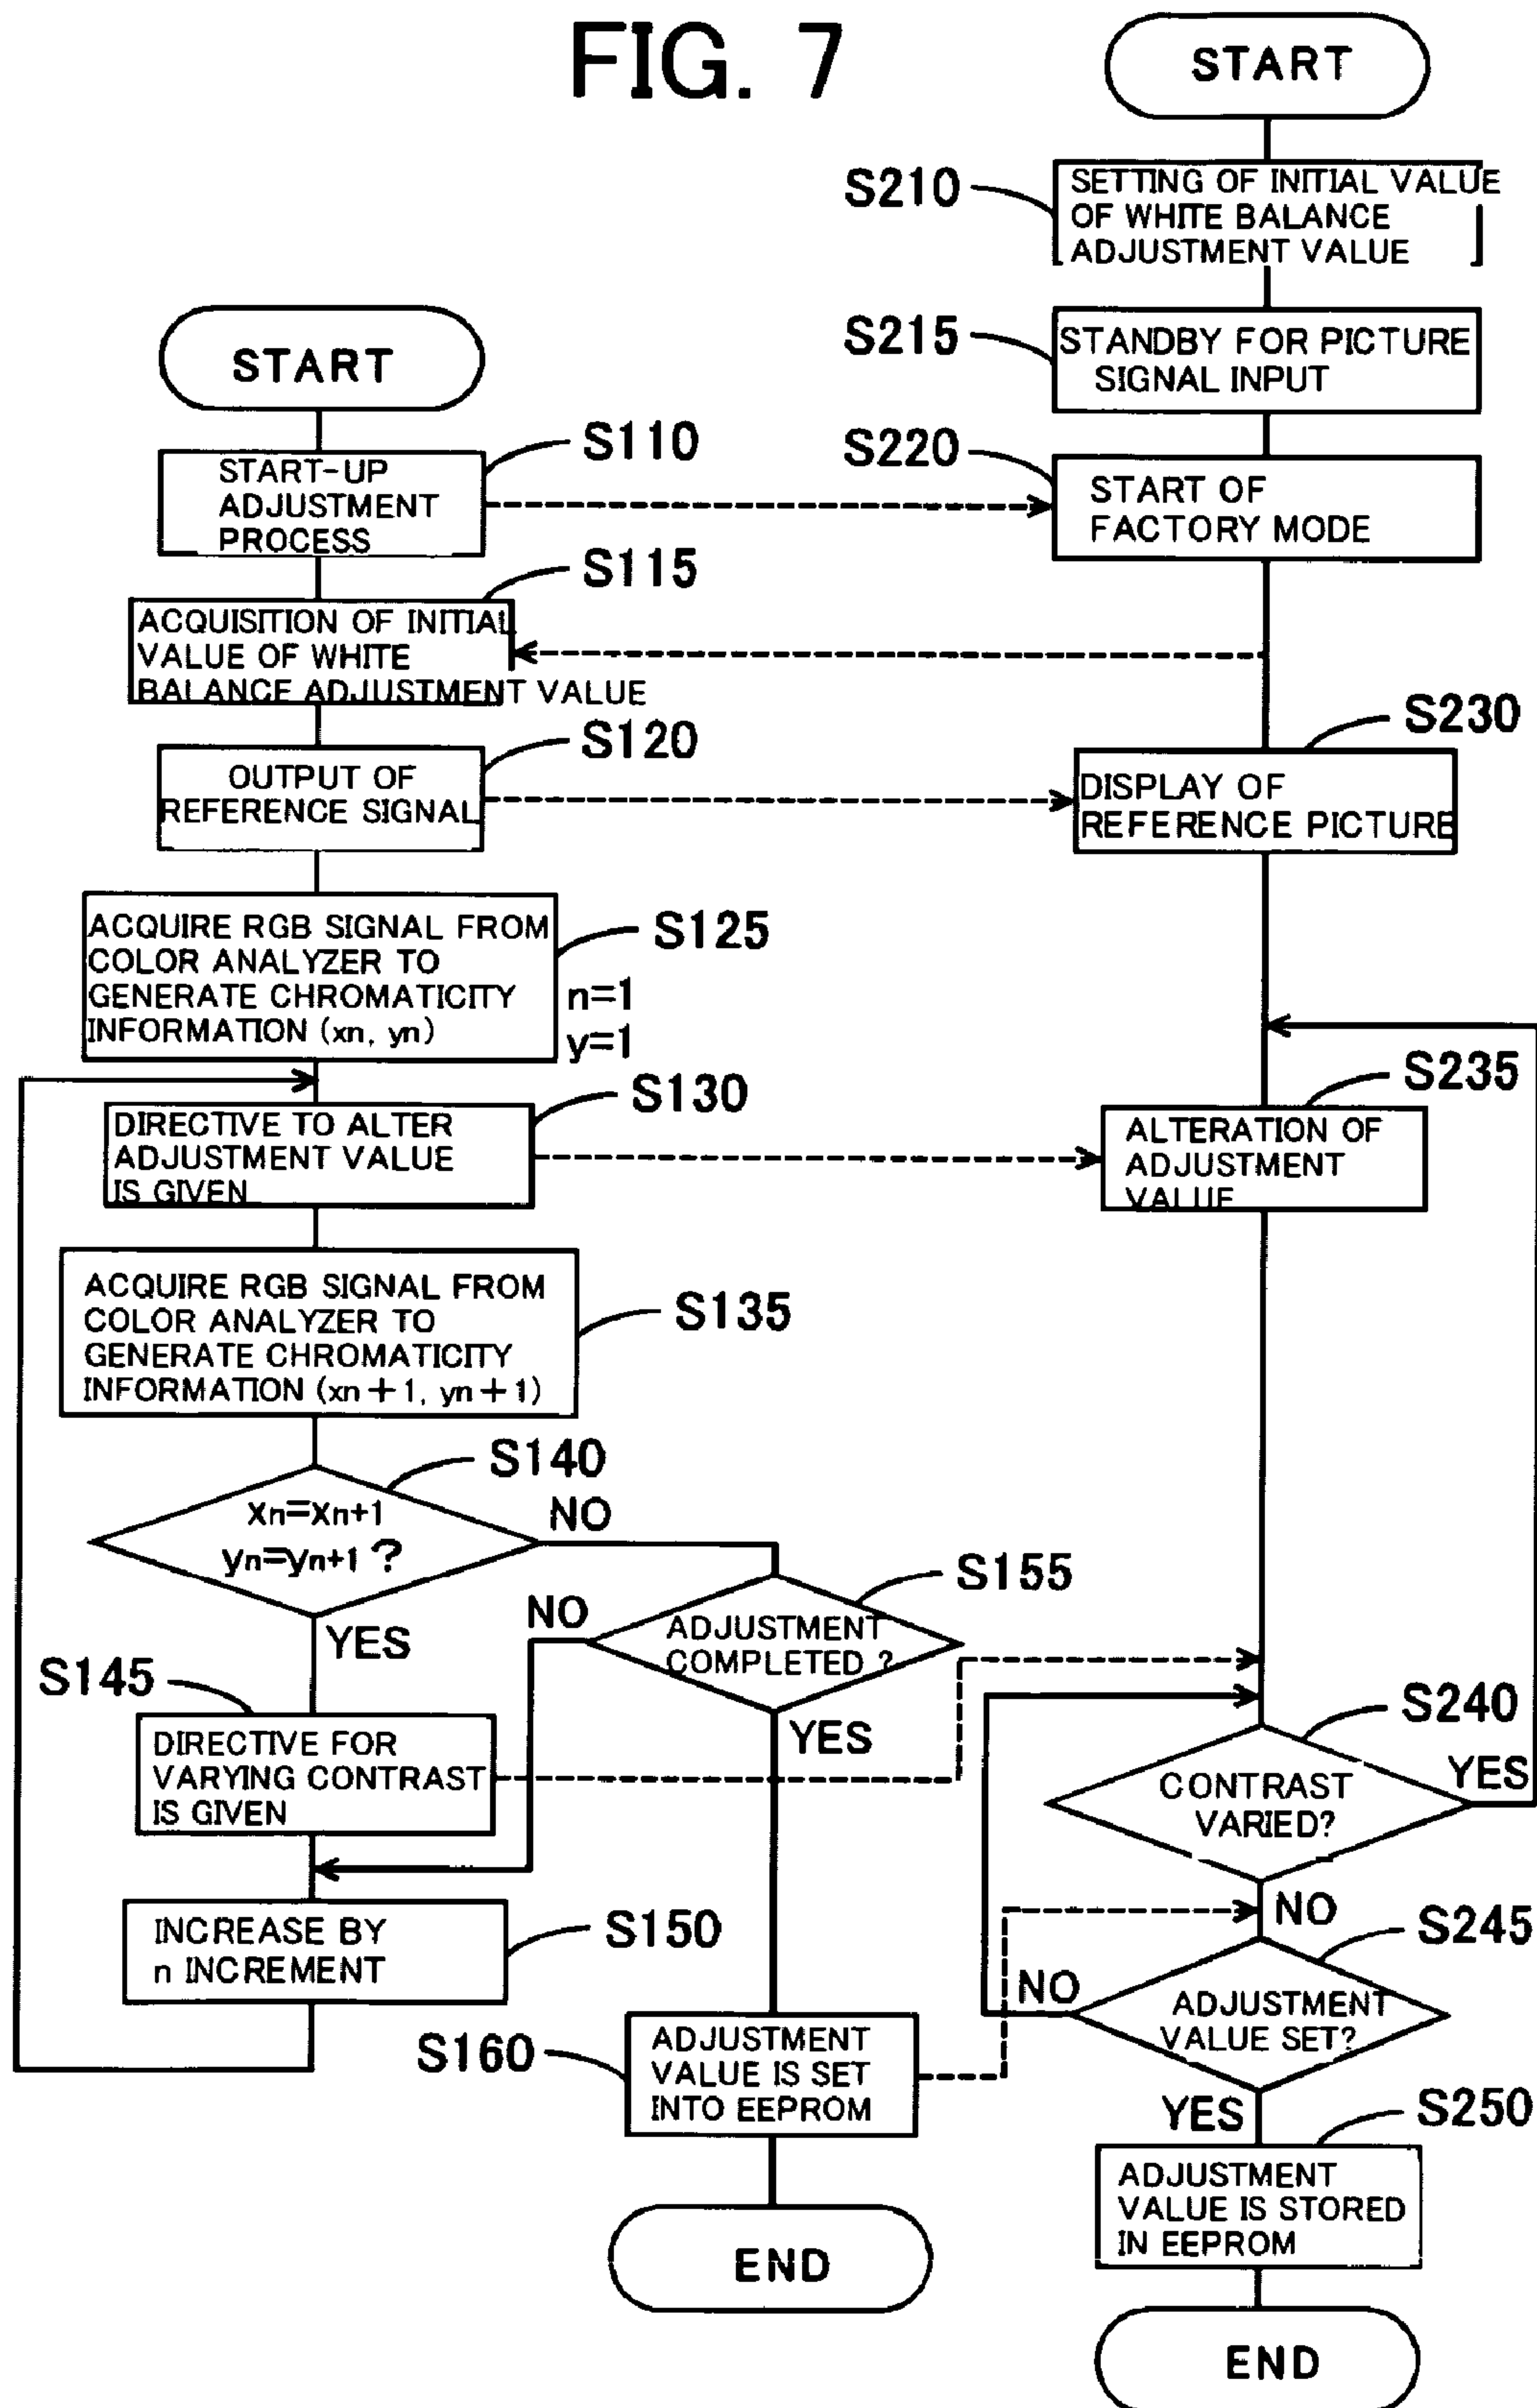 FIG. 7
START
S110
START-UP
ADJUSTMENT
PROCESS
S115
ACQUISITION OF INITIAL
VALUE OF WHITE
BALANCE ADJUSTMENT VALUE
S120
OUTPUT OF
REFERENCE SIGNAL
S125
ACQUIRE RGB SIGNAL FROM
COLOR ANALYZER TO
GENERATE CHROMATICITY
INFORMATION (xn, yn)
n=1
y=1
S130
DIRECTIVE TO ALTER
ADJUSTMENT VALUE
IS GIVEN
S135
ACQUIRE RGB SIGNAL FROM
COLOR ANALYZER TO
GENERATE CHROMATICITY
INFORMATION (xn+1, yn+1)
S140
xn=xn+1
yn=yn+1 ?
NO
YES
S145
DIRECTIVE FOR
VARYING CONTRAST
IS GIVEN
S150
INCREASE BY
n INCREMENT
S155
ADJUSTMENT
COMPLETED ?
NO
YES
S160
ADJUSTMENT
VALUE IS SET
INTO EEPROM
END
START
S210
SETTING OF INITIAL VALUE
OF WHITE BALANCE
ADJUSTMENT VALUE
S215
STANDBY FOR PICTURE
SIGNAL INPUT
S220
START OF
FACTORY MODE
S230
DISPLAY OF
REFERENCE PICTURE
S235
ALTERATION OF
ADJUSTMENT
VALUE
S240
CONTRAST
VARIED?
YES
NO
S245
ADJUSTMENT
VALUE SET?
NO
YES
S250
ADJUSTMENT
VALUE IS STORED
IN EEPROM
END